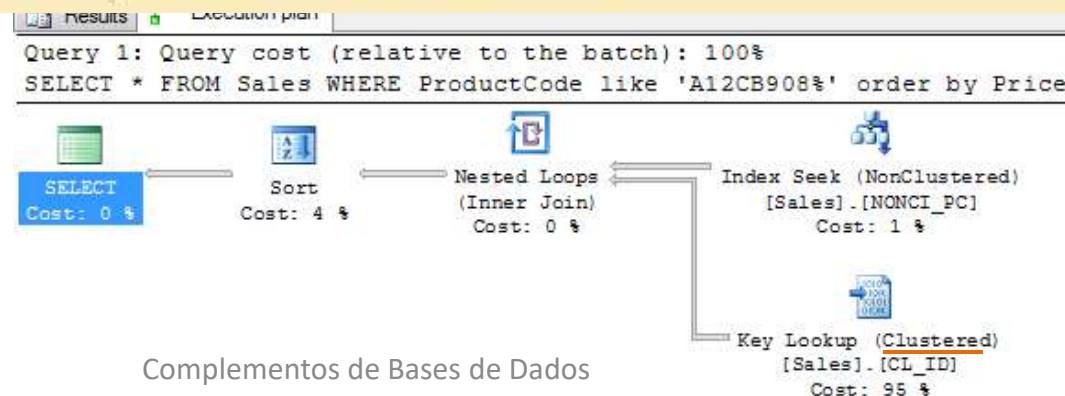 Results Execution plan
Query 1: Query cost (relative to the batch): 100%
SELECT * FROM Sales WHERE ProductCode like 'A12CB908%' order by Price
SELECT
Cost: 0 %
Sort
Cost: 4 %
Nested Loops
(Inner Join)
Cost: 0 %
Index Seek (NonClustered)
[Sales].[NONCI_PC]
Cost: 1 %
Key Lookup (Clustered)
[Sales].[CL_ID]
Cost: 95 %
Complementos de Bases de Dados